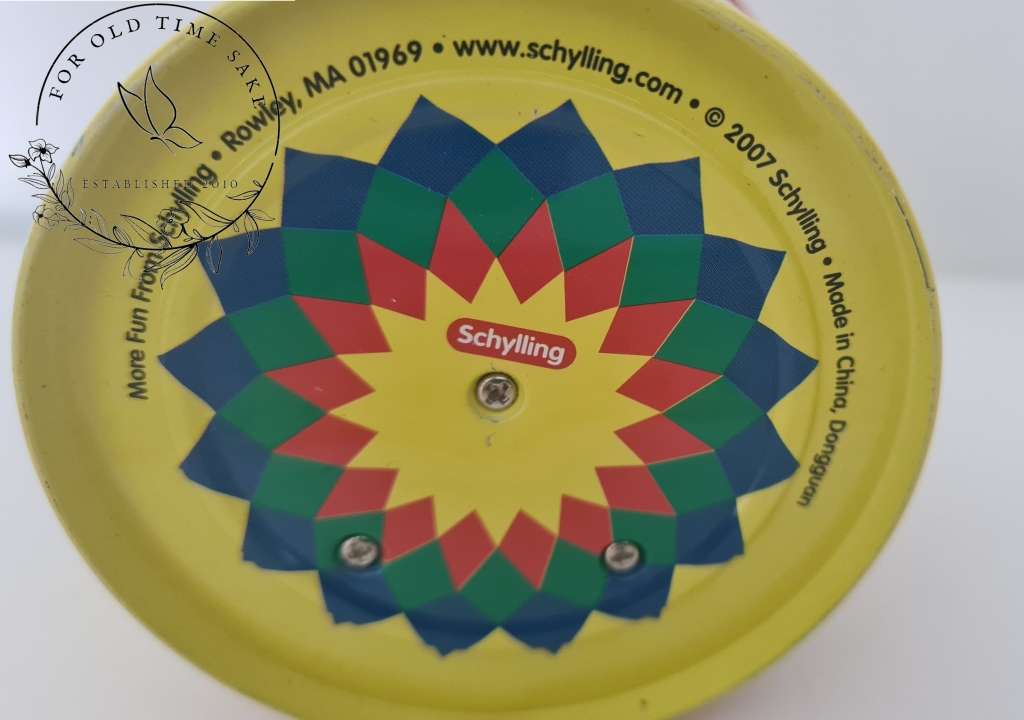 FOR OLD TIME SAKE
ESTABLISHED 2010
More Fun From Schylling • Rowley, MA 01969 • www.schylling.com • © 2007 Schylling • Made in China, Dongguan
Schylling